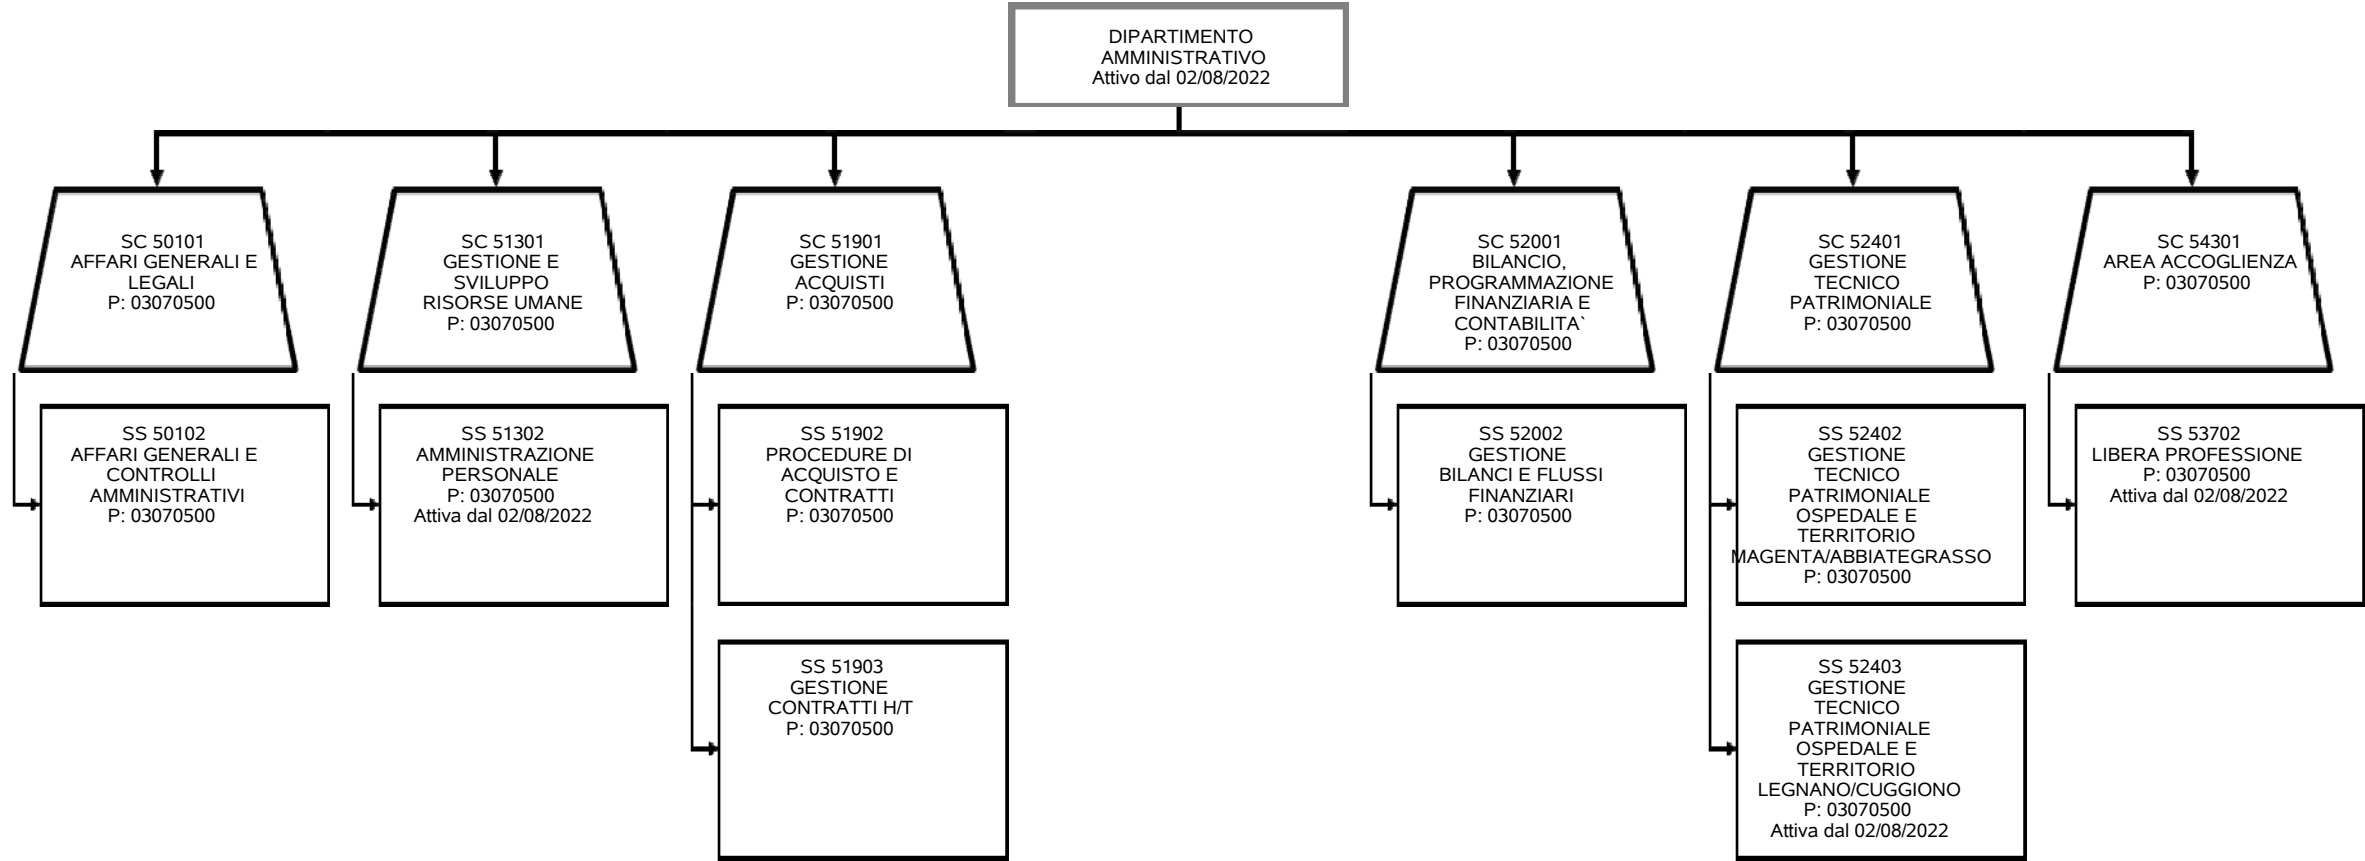 DIPARTIMENTO
AMMINISTRATIVO
Attivo dal 02/08/2022
SC 50101
AFFARI GENERALI E
LEGALI
P: 03070500
SC 51301
GESTIONE E
SVILUPPO
RISORSE UMANE
P: 03070500
SC 51901
GESTIONE
ACQUISTI
P: 03070500
SC 52001
BILANCIO,
PROGRAMMAZIONE
FINANZIARIA E
CONTABILITA`
P: 03070500
SC 52401
GESTIONE
TECNICO
PATRIMONIALE
P: 03070500
SC 54301
AREA ACCOGLIENZA
P: 03070500
SS 50102
AFFARI GENERALI E
CONTROLLI
AMMINISTRATIVI
P: 03070500
SS 51302
AMMINISTRAZIONE
PERSONALE
P: 03070500
Attiva dal 02/08/2022
SS 51902
PROCEDURE DI
ACQUISTO E
CONTRATTI
P: 03070500
SS 52002
GESTIONE
BILANCI E FLUSSI
FINANZIARI
P: 03070500
SS 52402
GESTIONE
TECNICO
PATRIMONIALE
OSPEDALE E
TERRITORIO
MAGENTA/ABBIATEGRASSO
P: 03070500
SS 53702
LIBERA PROFESSIONE
P: 03070500
Attiva dal 02/08/2022
SS 51903
GESTIONE
CONTRATTI H/T
P: 03070500
SS 52403
GESTIONE
TECNICO
PATRIMONIALE
OSPEDALE E
TERRITORIO
LEGNANO/CUGGIONO
P: 03070500
Attiva dal 02/08/2022